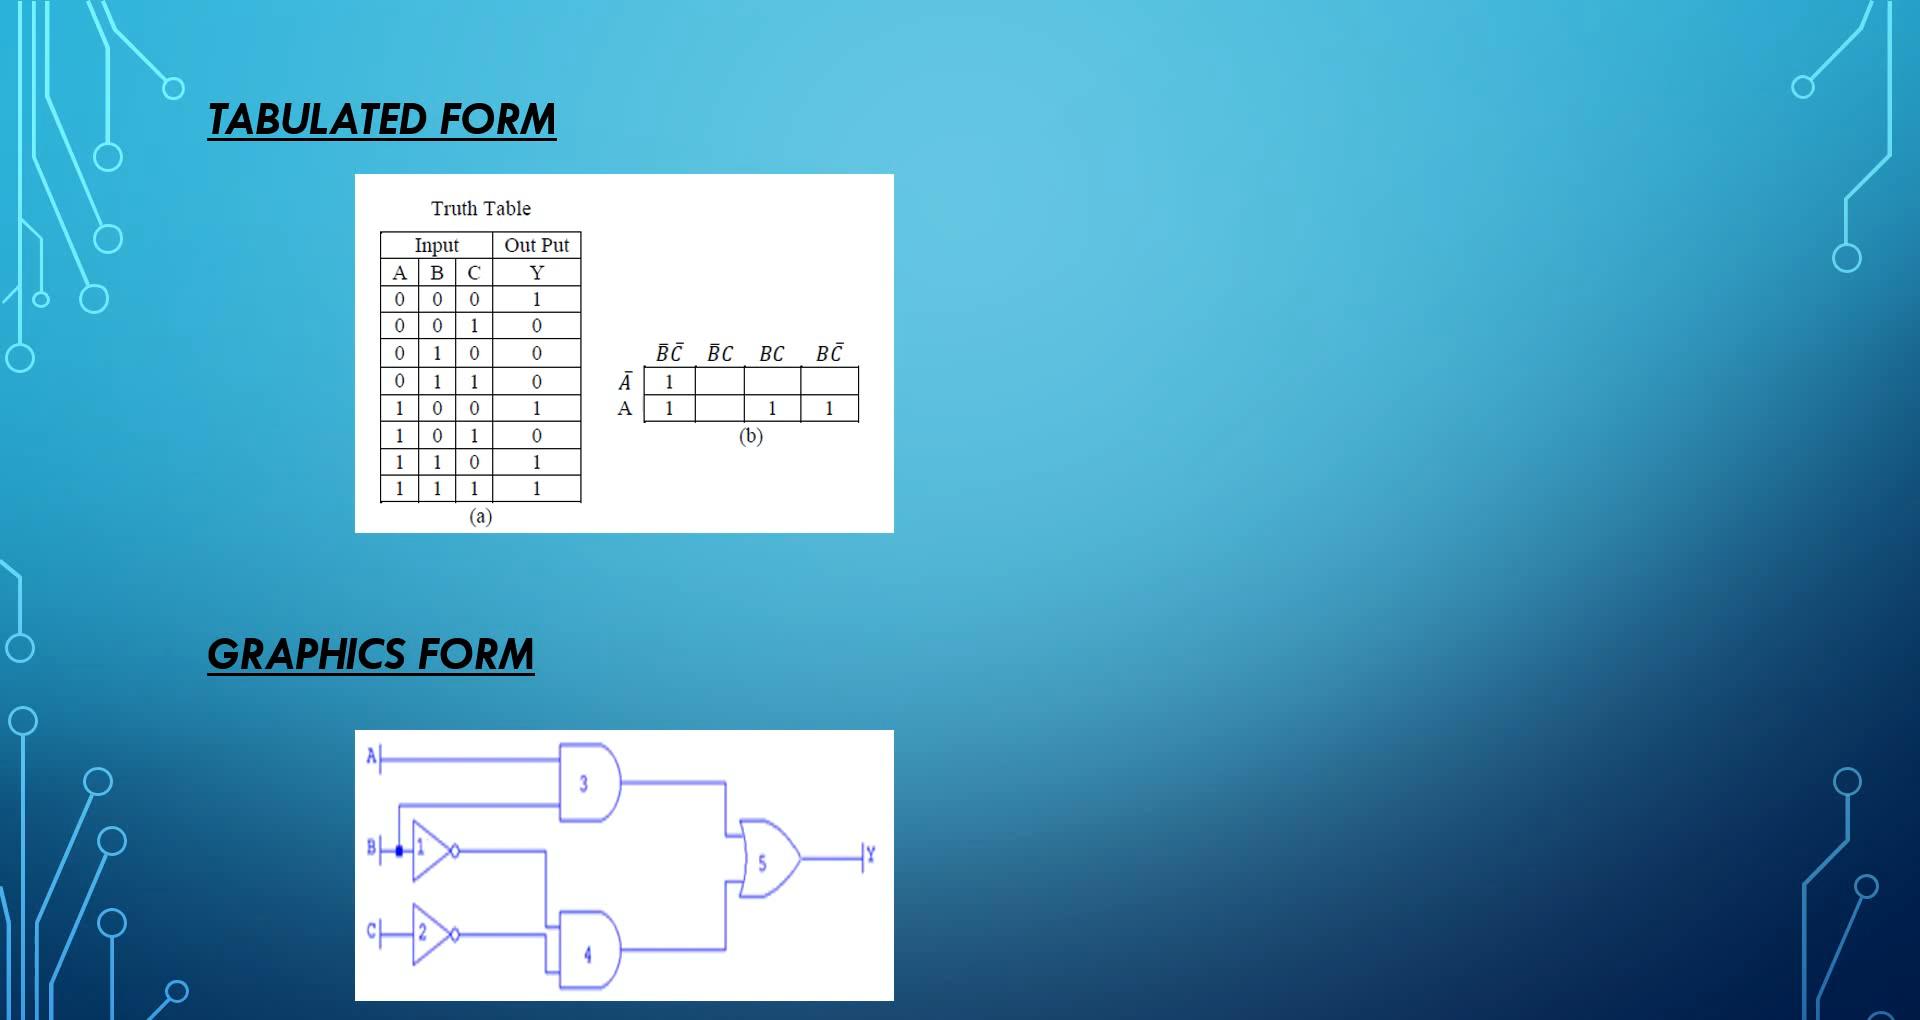 TABULATED FORM
Truth Table
Input Out Put
A B C Y
0 0 0 1
0 0 1 0
0 1 0 0
0 1 1 0
1 0 0 1
1 0 1 0
1 1 0 1
1 1 1 1
(a)
B̅C̅ B̅C BC BC̅
A̅ 1
A 1 1 1
(b)
GRAPHICS FORM
A
3
B
1
5
Y
C
2
4